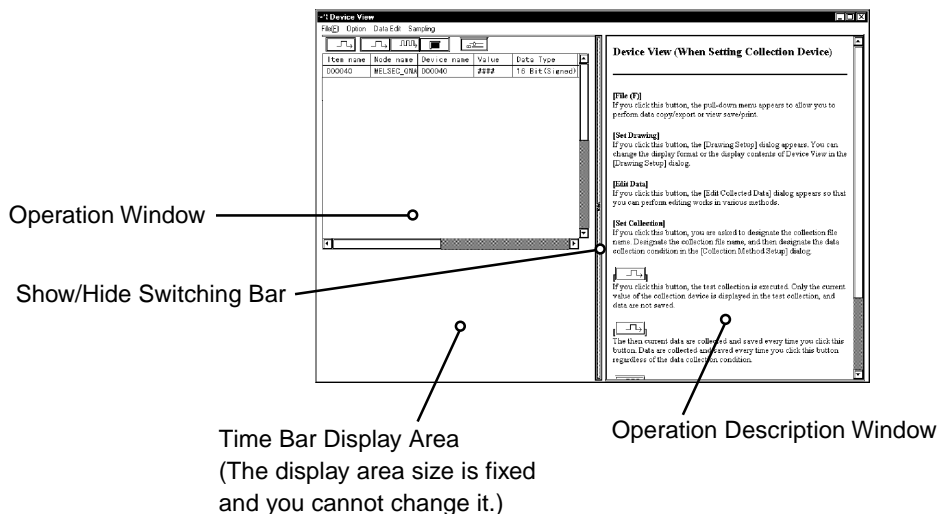 Device View
File(F) Option Data Edit Sampling
Item name Node name Device name Value Data Type
D00040 MELSEC_QNA D00040 #### 16 Bit(Signed)
Device View (When Setting Collection Device)
[File (F)]
If you click this button, the pull-down menu appears to allow you to
perform data copy/export or view save/print.
[Set Drawing]
If you click this button, the [Drawing Setup] dialog appears. You can
change the display format or the display contents of Device View in the
[Drawing Setup] dialog.
[Edit Data]
If you click this button, the [Edit Collected Data] dialog appears so that
you can perform editing works in various methods.
[Set Collection]
If you click this button, you are asked to designate the collection file
name. Designate the collection file name, and then designate the data
collection condition in the [Collection Method Setup] dialog.
[ ]
If you click this button, the test collection is executed. Only the current
value of the collection device is displayed in the test collection, and
data are not saved.
[ ]
The then current data are collected and saved every time you click this
button. Data are collected and saved every time you click this button
regardless of the data collection condition.
Operation Window
Show/Hide Switching Bar
Time Bar Display Area
(The display area size is fixed
and you cannot change it.)
Operation Description Window